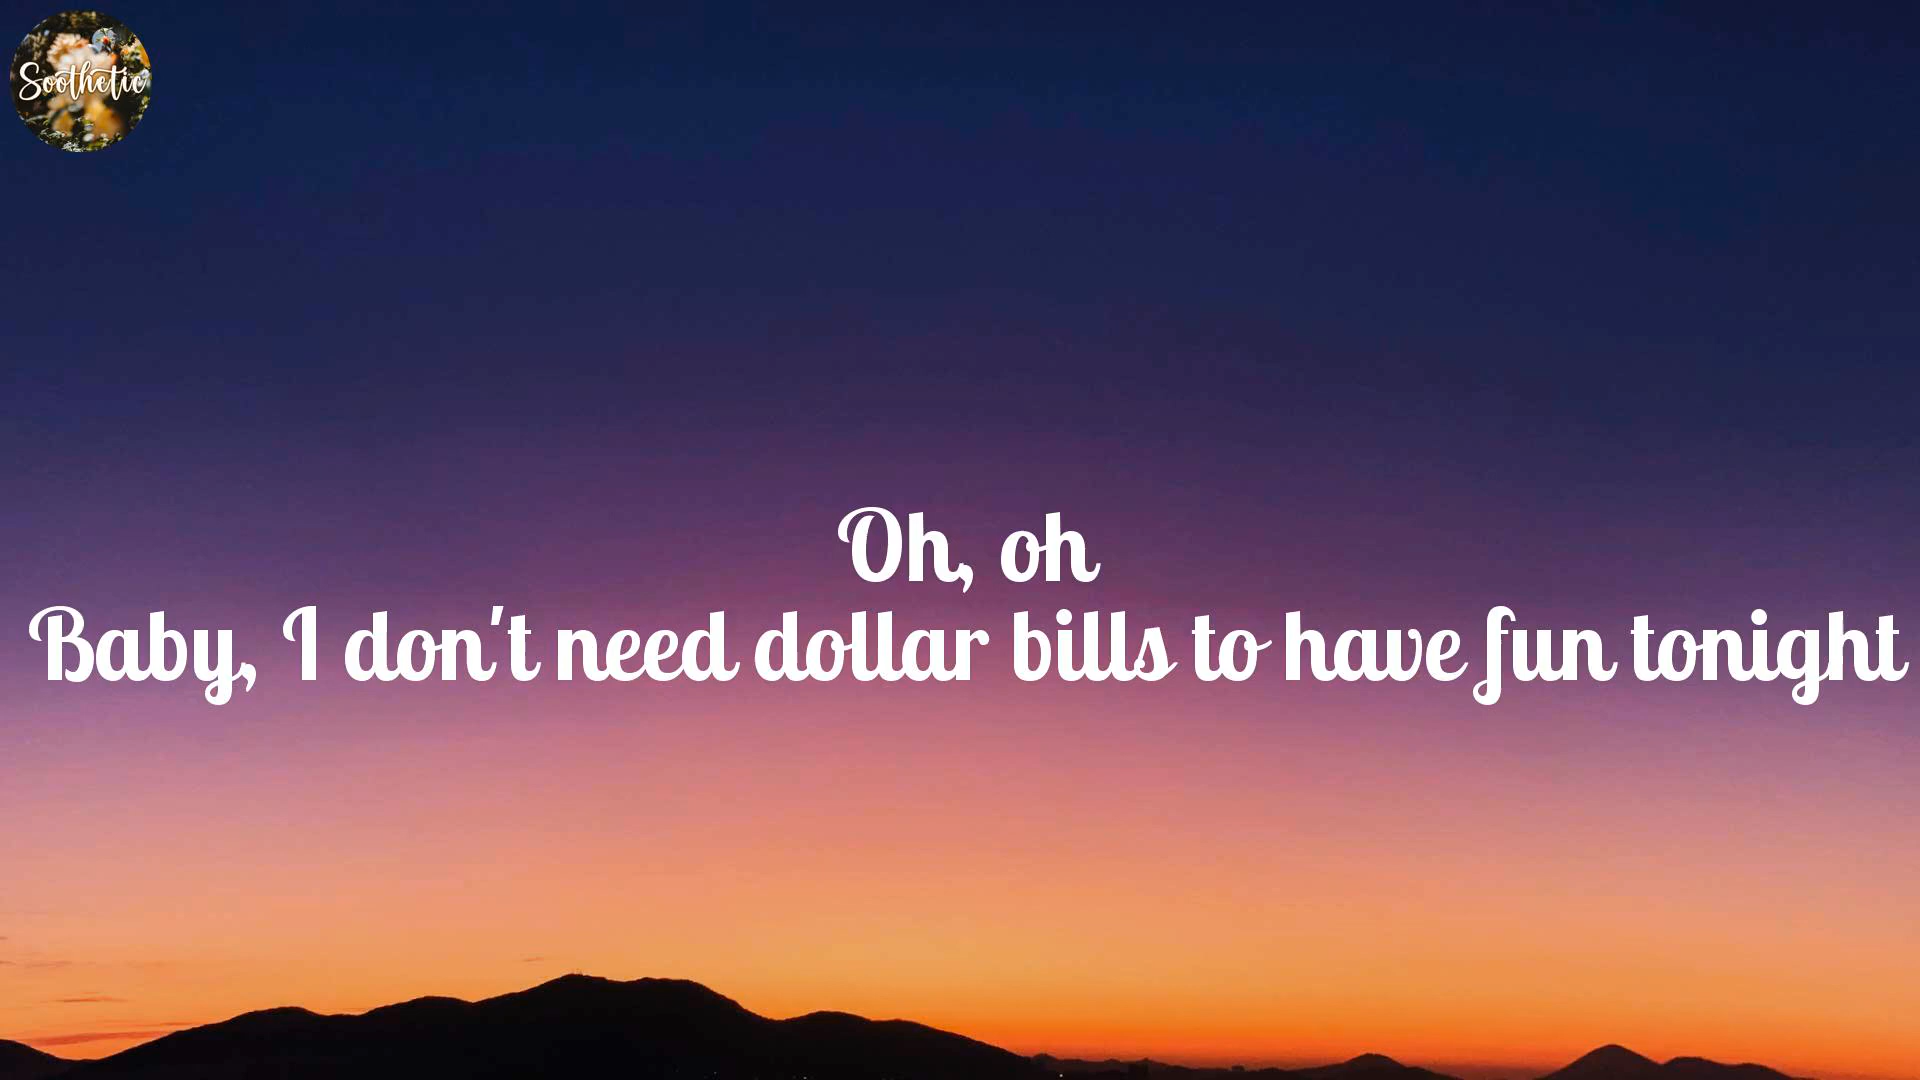 Soothetic
Oh, oh
Baby, I don't need dollar bills to have fun tonight